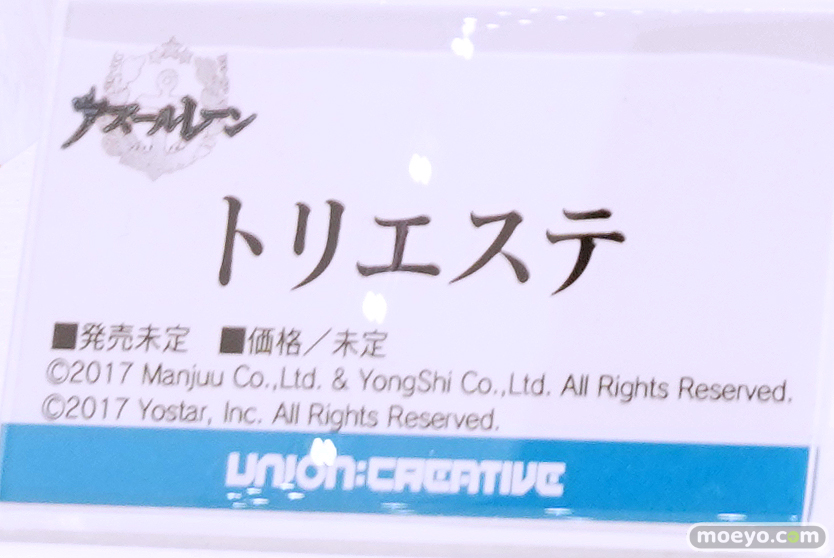 アズールレーン
トリエステ
■発売未定 ■価格／未定
©2017 Manjuu Co.,Ltd. & YongShi Co.,Ltd. All Rights Reserved.
©2017 Yostar, Inc. All Rights Reserved.
UNION:CREATIVE
moeyo.com